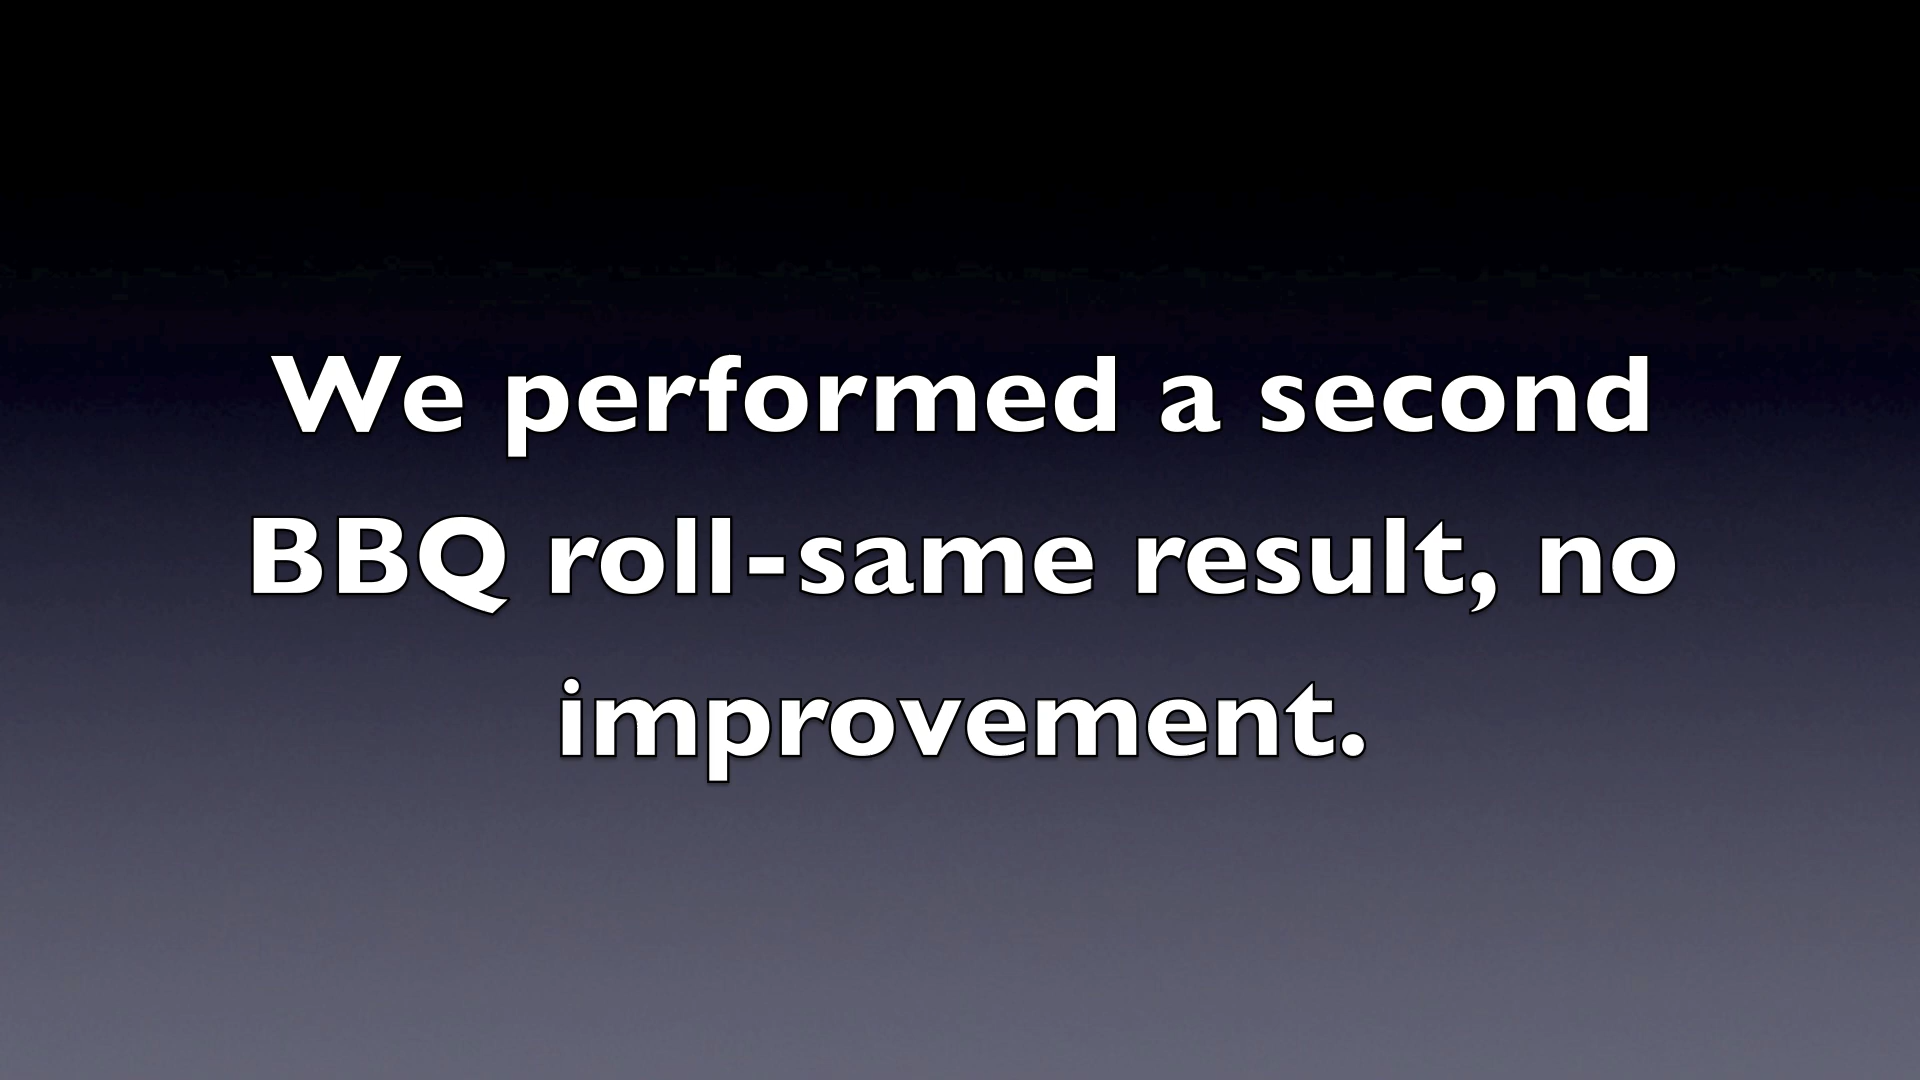 We performed a second
BBQ roll-same result, no
improvement.